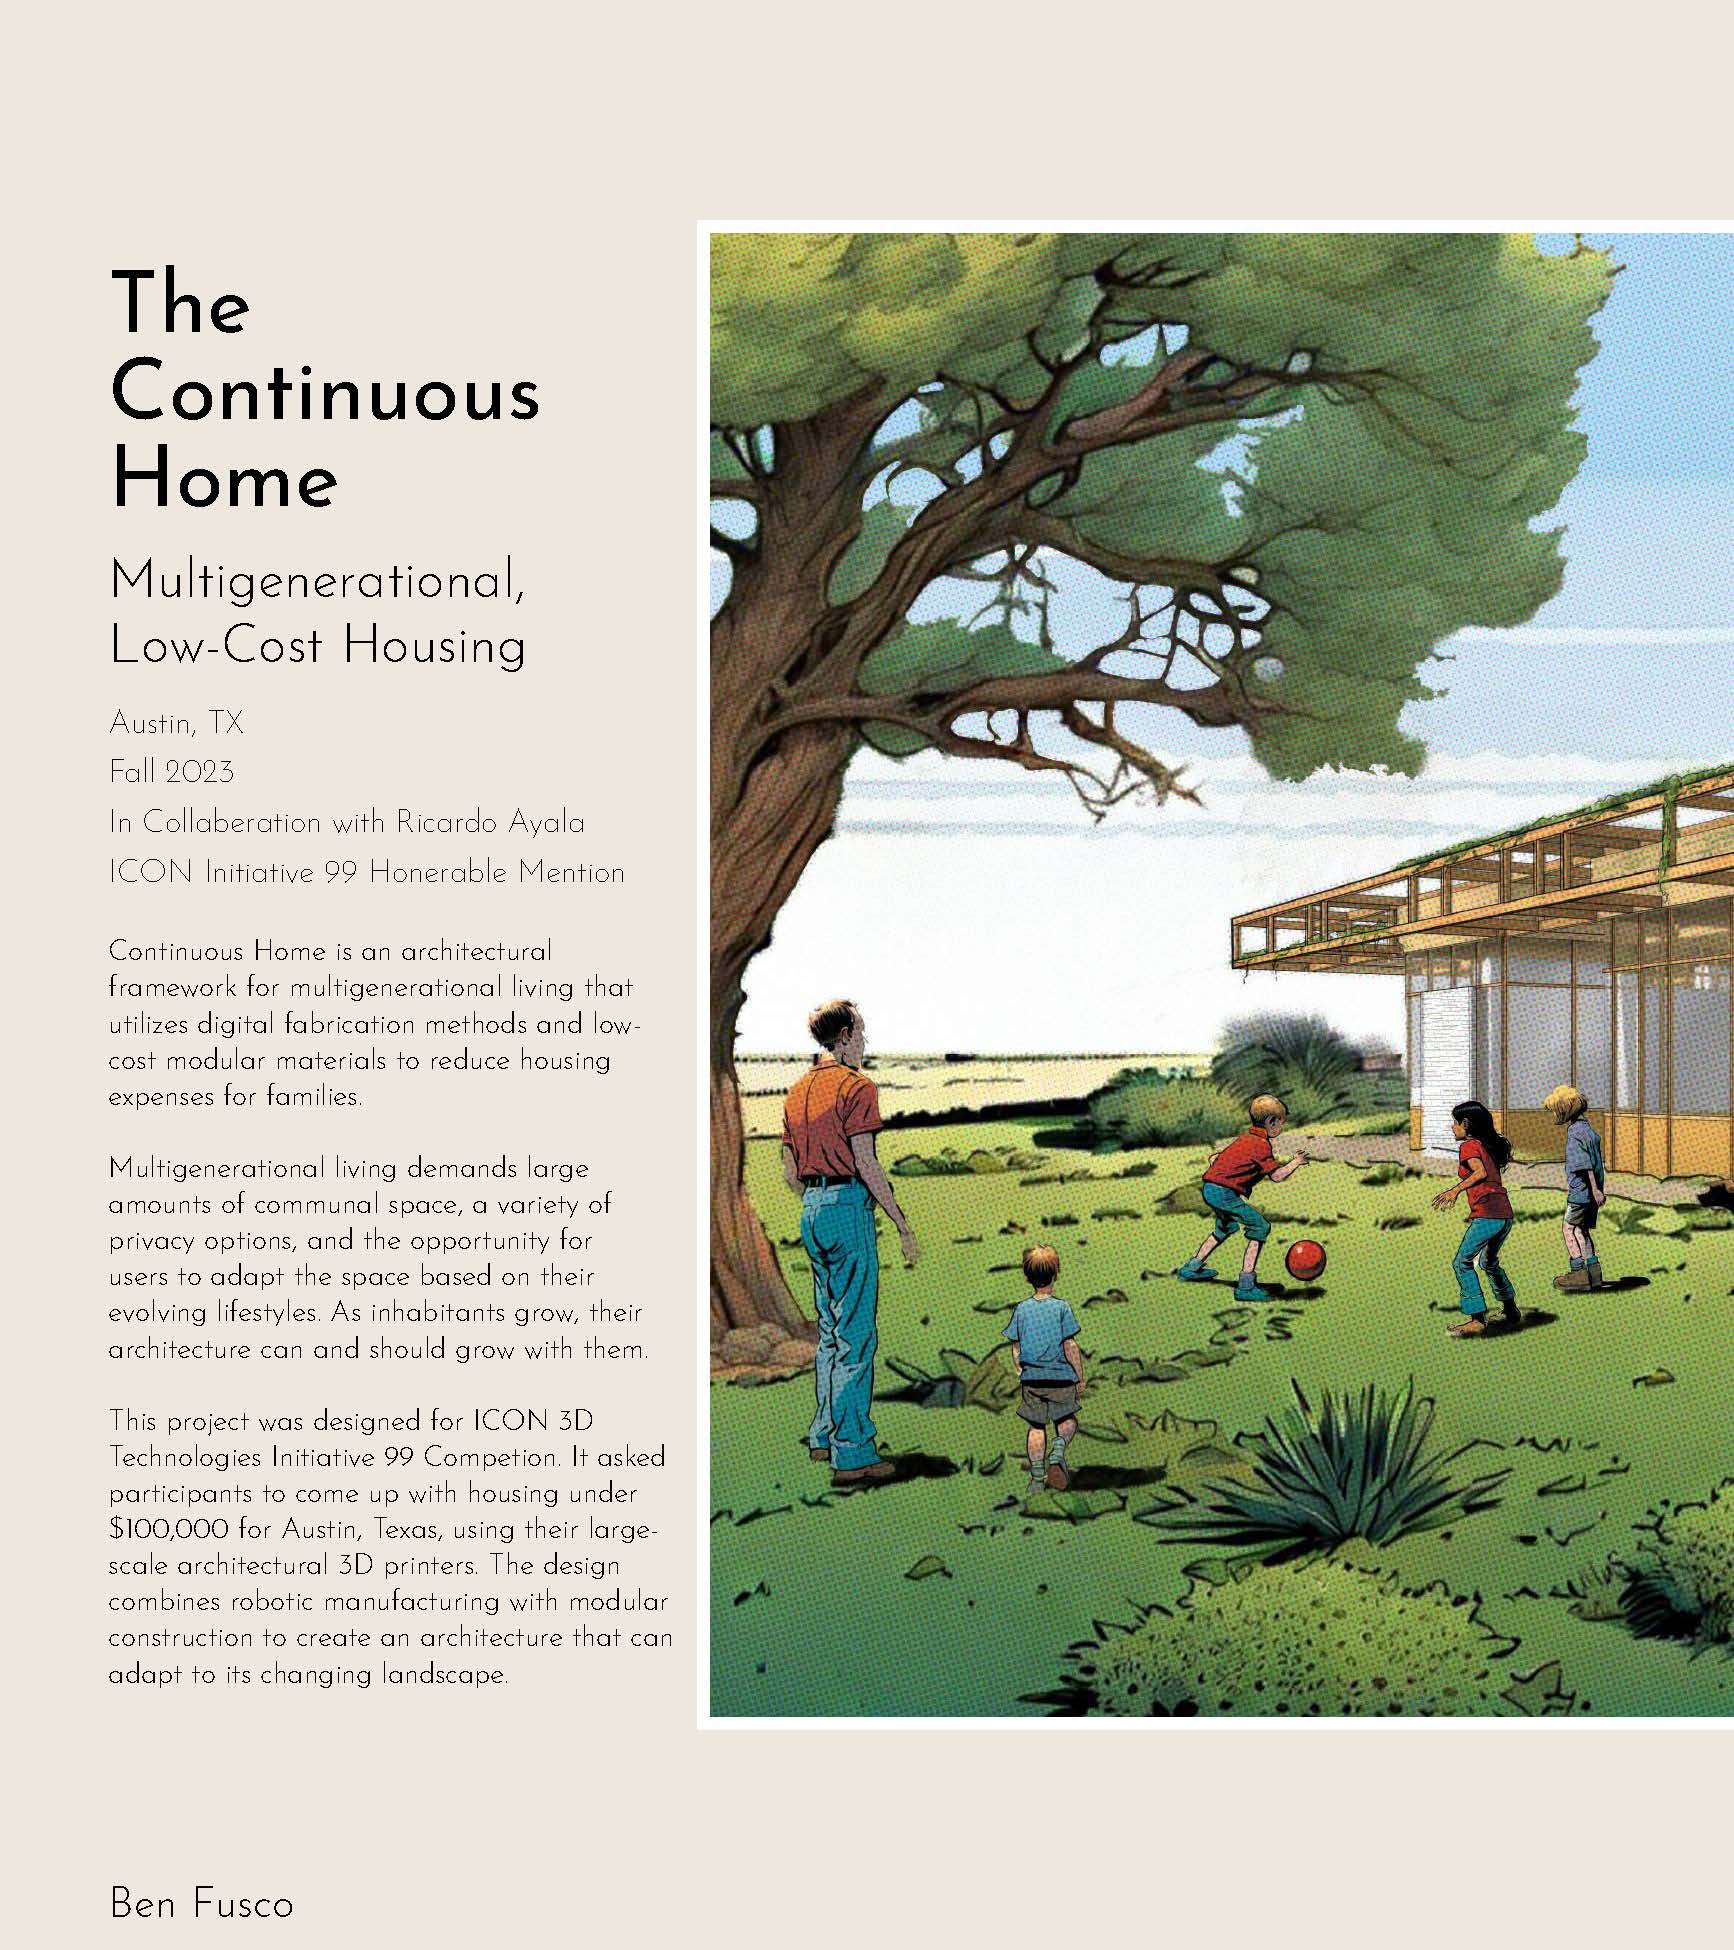 The
Continuous
Home
Multigenerational,
Low-Cost Housing
Austin, TX
Fall 2023
In Collaberation with Ricardo Ayala
ICON Initiative 99 Honerable Mention
Continuous Home is an architectural
framework for multigenerational living that
utilizes digital fabrication methods and low-
cost modular materials to reduce housing
expenses for families.
Multigenerational living demands large
amounts of communal space, a variety of
privacy options, and the opportunity for
users to adapt the space based on their
evolving lifestyles. As inhabitants grow, their
architecture can and should grow with them.
This project was designed for ICON 3D
Technologies Initiative 99 Competion. It asked
participants to come up with housing under
$100,000 for Austin, Texas, using their large-
scale architectural 3D printers. The design
combines robotic manufacturing with modular
construction to create an architecture that can
adapt to its changing landscape.
Ben Fusco